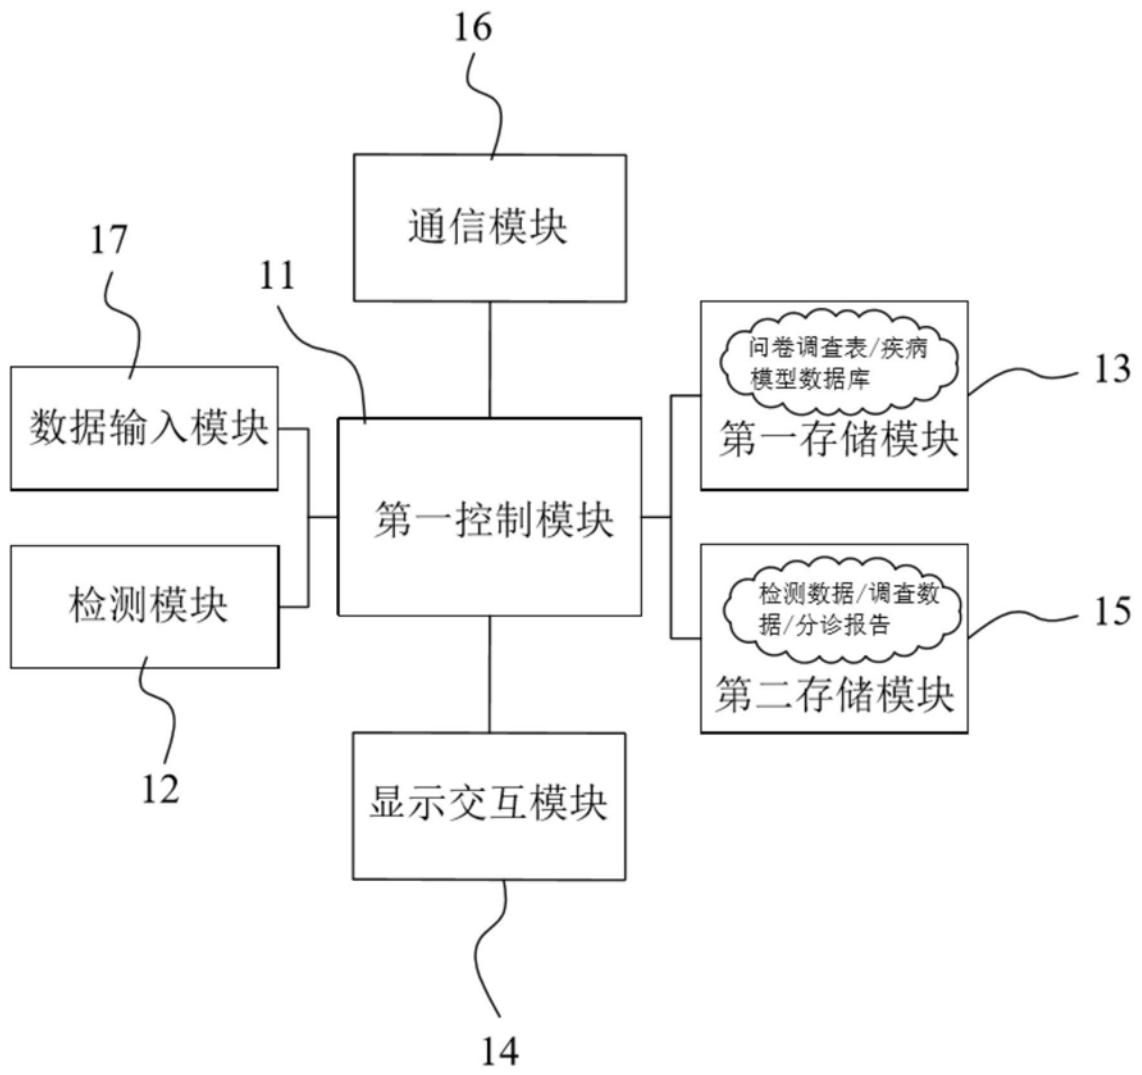 16
通信模块
17
11
问卷调查表/疾病
模型数据库
13
数据输入模块
第一存储模块
第一控制模块
检测模块
检测数据/调查数
据/分诊报告
15
第二存储模块
12
显示交互模块
14